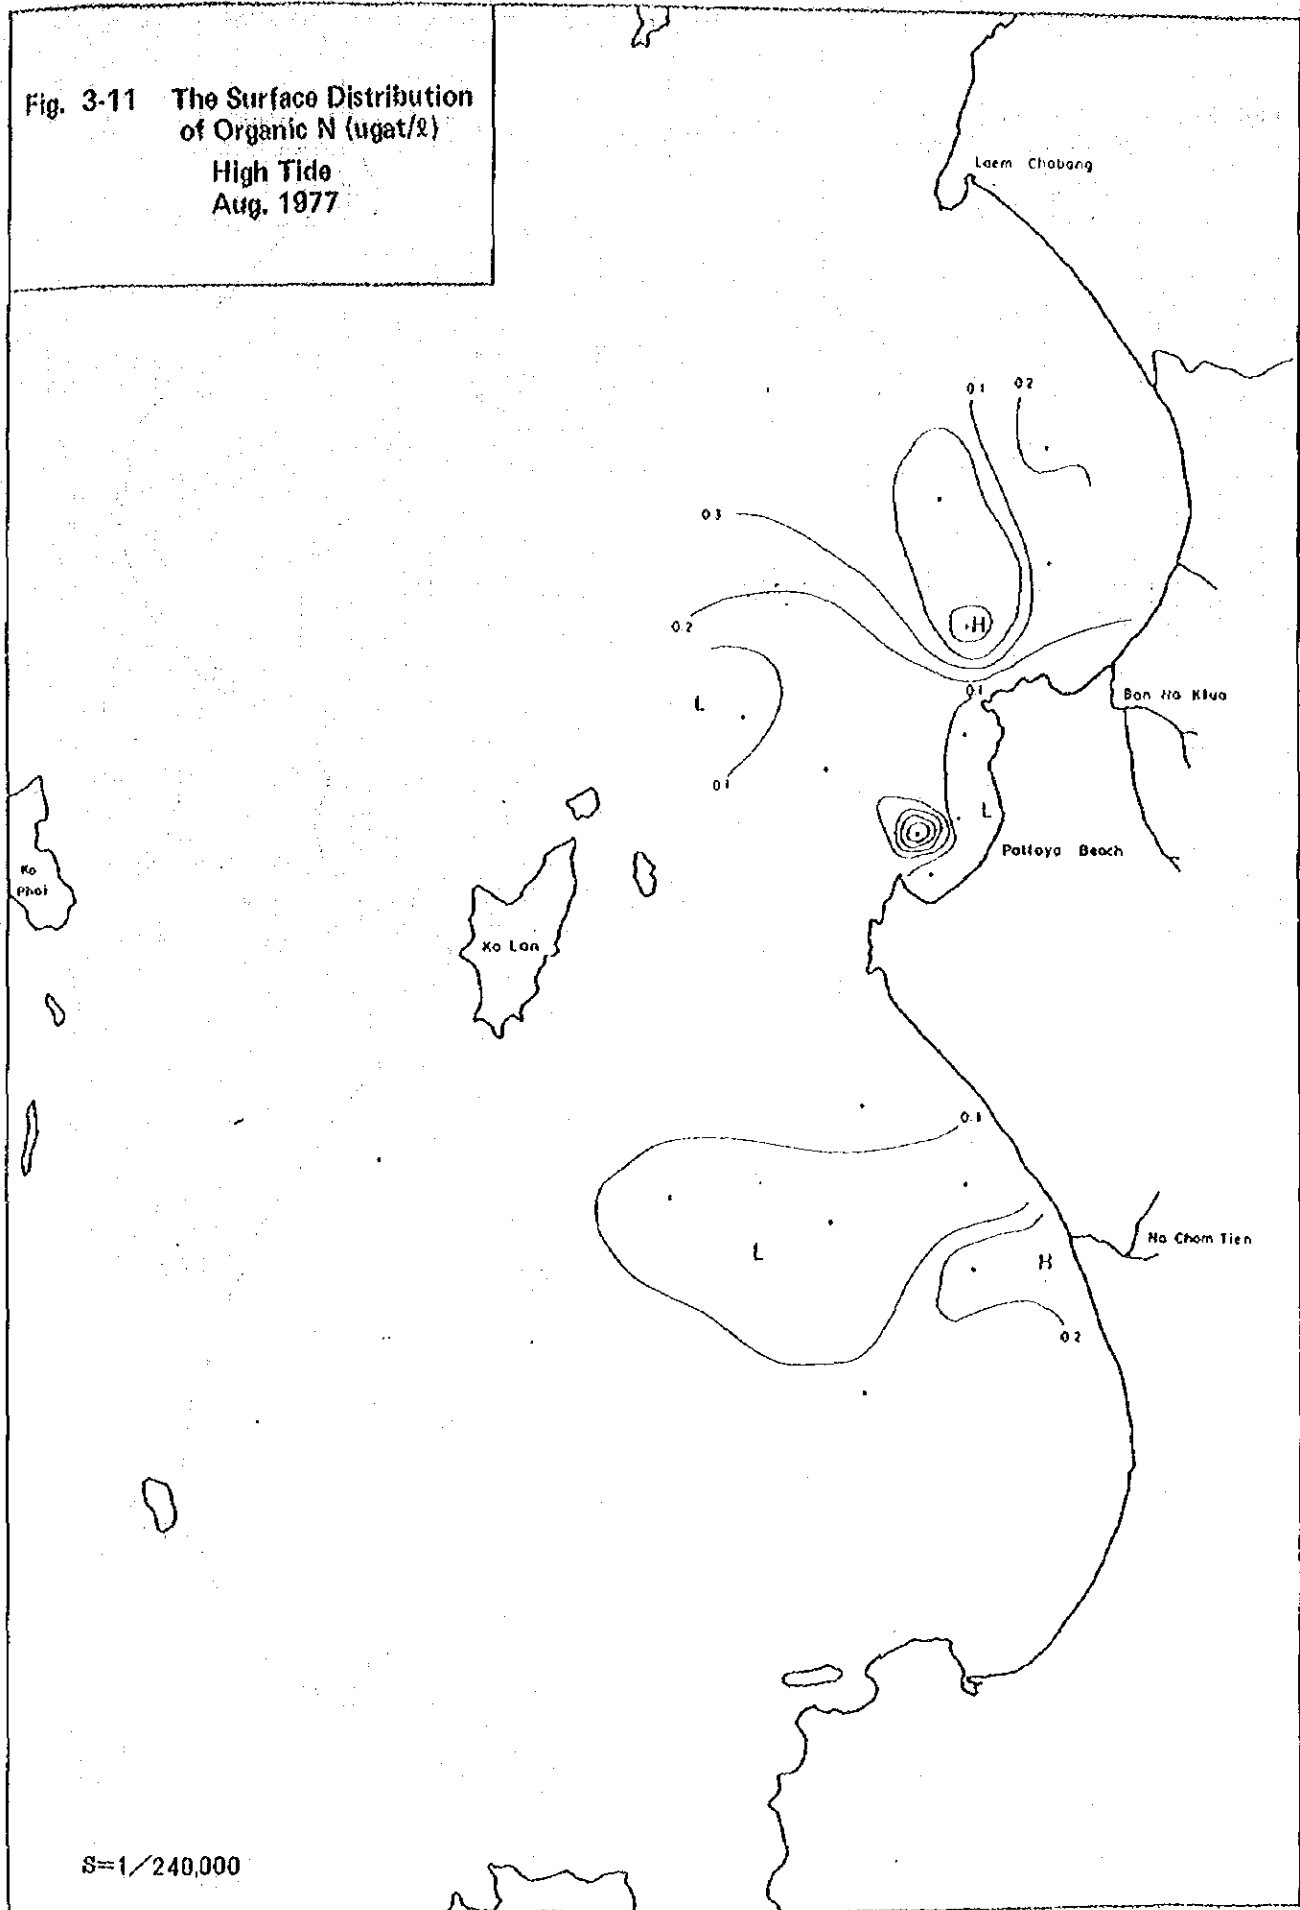 Fig. 3-11 The Surface Distribution
of Organic N (ugat/ℓ)
High Tide
Aug. 1977
Laem Chabang
0.1 0.2
0.3
H
0.2
0.1
Ban Na Klua
L
0.1
L
Pattaya Beach
Ko
Phai
Ko Lan
0.1
Na Chom Tien
L
H
0.2
S=1/240,000